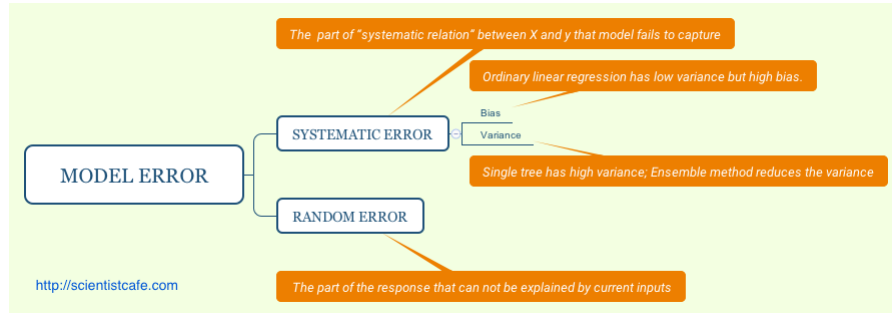 The part of “systematic relation” between X and y that model fails to capture
Ordinary linear regression has low variance but high bias.
Bias
SYSTEMATIC ERROR
Variance
MODEL ERROR
Single tree has high variance; Ensemble method reduces the variance
RANDOM ERROR
http://scientistcafe.com
The part of the response that can not be explained by current inputs